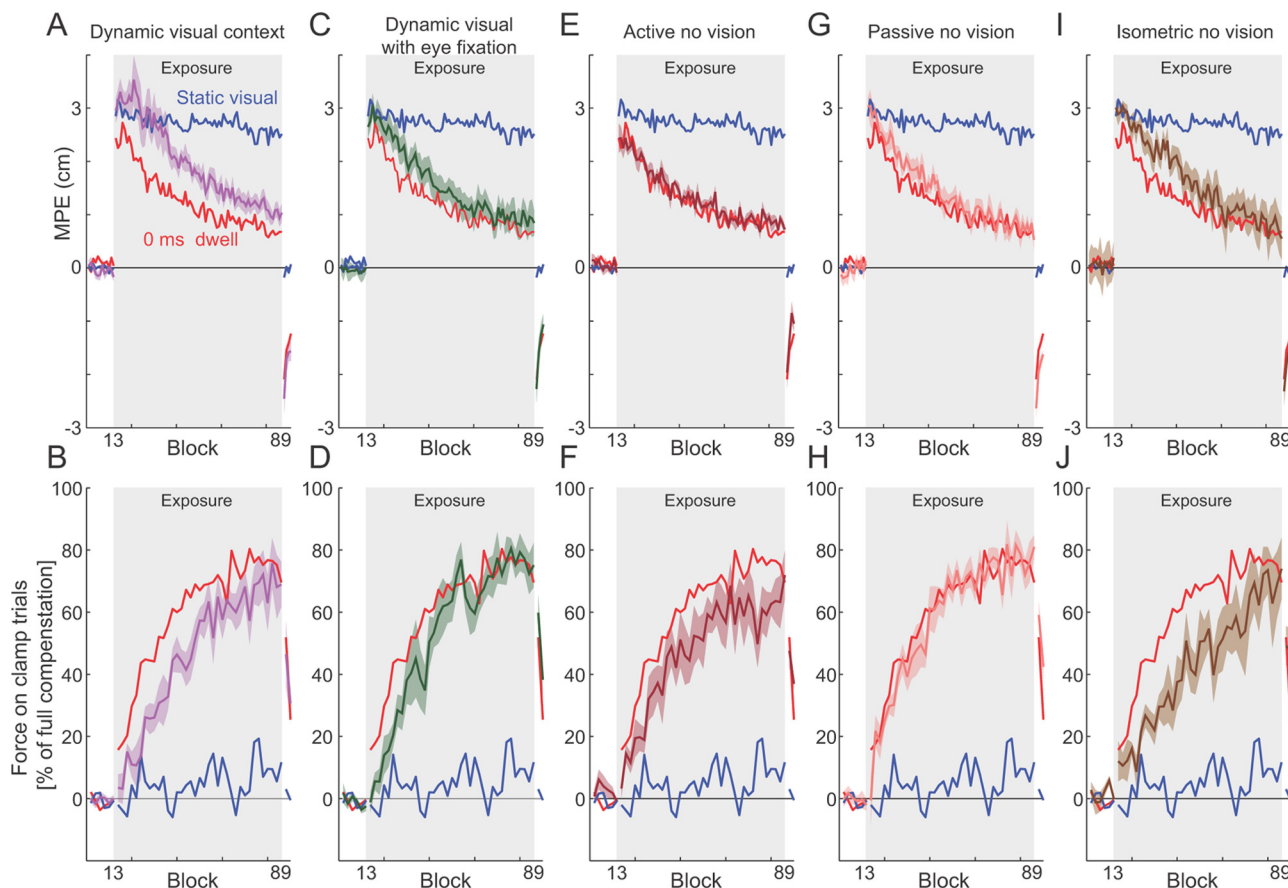 A
Dynamic visual context
C
Dynamic visual
with eye fixation
E
Active no vision
G
Passive no vision
I
Isometric no vision
Exposure
Exposure
Exposure
Exposure
Exposure
Static visual
0 ms dwell
MPE (cm)
3
0
-3
3
0
-3
3
0
-3
3
0
-3
3
0
-3
13 89
Block
13 89
Block
13 89
Block
13 89
Block
13 89
Block
B
D
F
H
J
Exposure
Exposure
Exposure
Exposure
Exposure
Force on clamp trials
[% of full compenstation]
100
80
60
40
20
0
100
80
60
40
20
0
100
80
60
40
20
0
100
80
60
40
20
0
100
80
60
40
20
0
13 89
Block
13 89
Block
13 89
Block
13 89
Block
13 89
Block